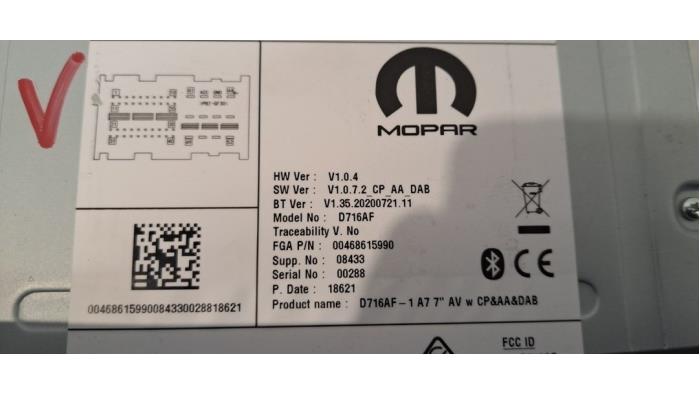 MOPAR
HW Ver : V1.0.4
SW Ver : V1.0.7.2_CP_AA_DAB
BT Ver : V1.35.20200721.11
Model No : D716AF
Traceability V. No
FGA P/N : 00468615990
Supp. No : 08433
Serial No : 00288
P. Date : 18621
Product name : D716AF-1 A7 7" AV w CP&AA&DAB
00468615990084330028818621
CE
FCC ID